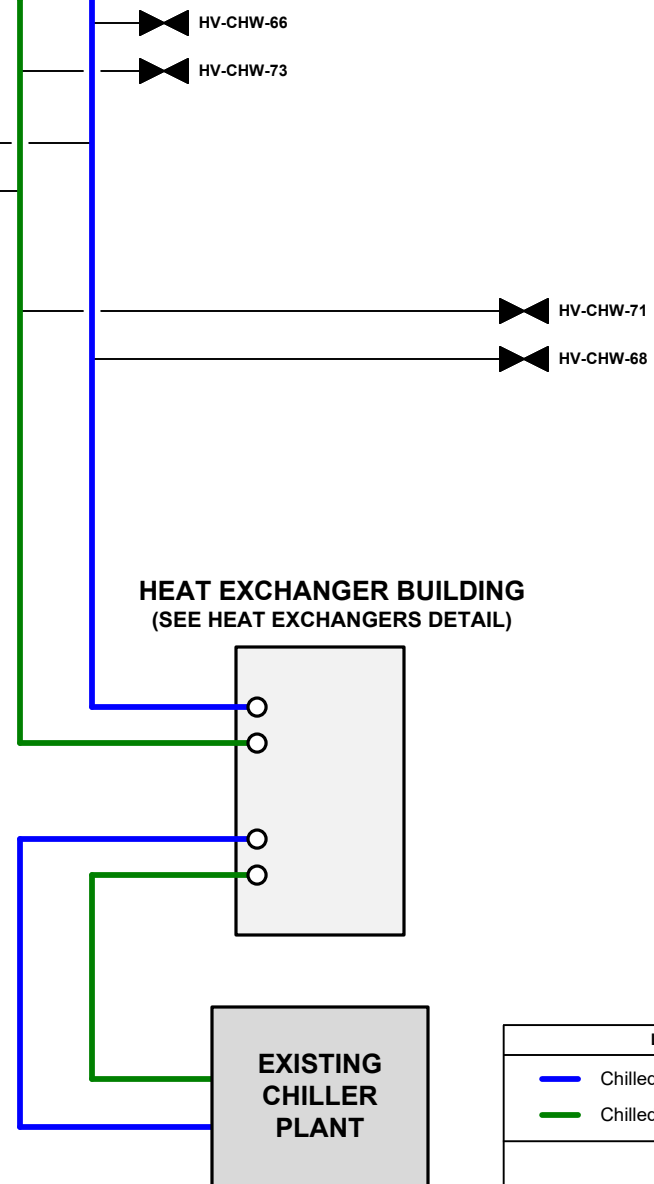 HV-CHW-66
HV-CHW-73
HV-CHW-71
HV-CHW-68
HEAT EXCHANGER BUILDING
(SEE HEAT EXCHANGERS DETAIL)
EXISTING
CHILLER
PLANT
Chilled
Chilled